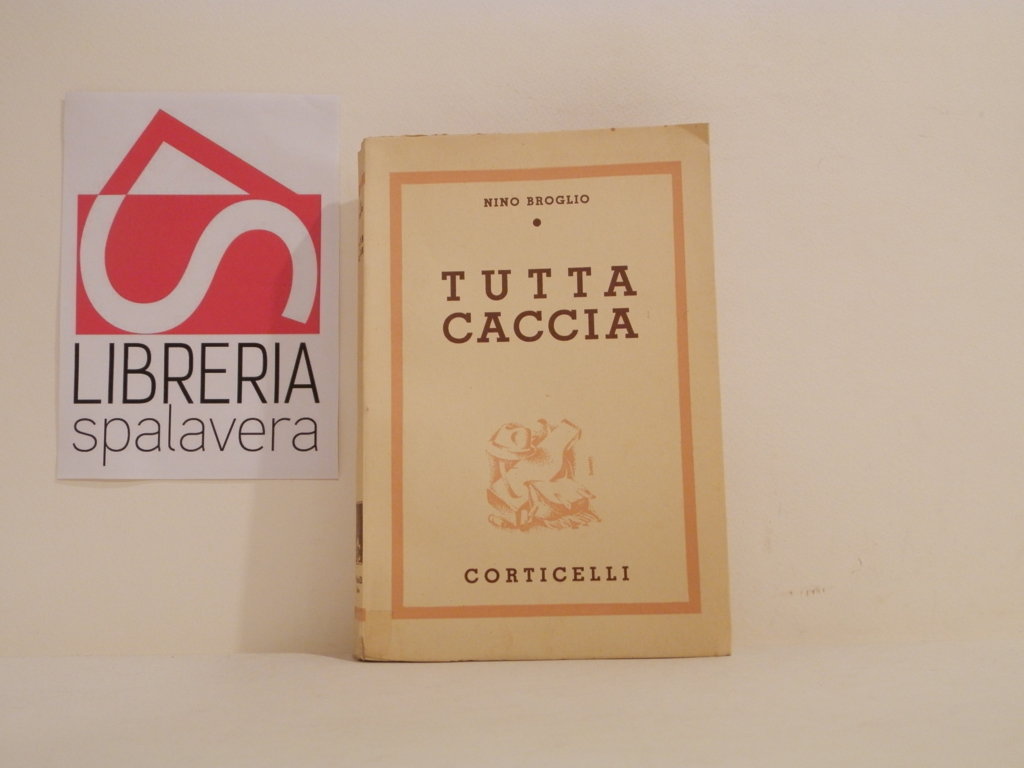 LIBRERIA
spalavera
NINO BROGLIO
TUTTA
CACCIA
CORTICELLI